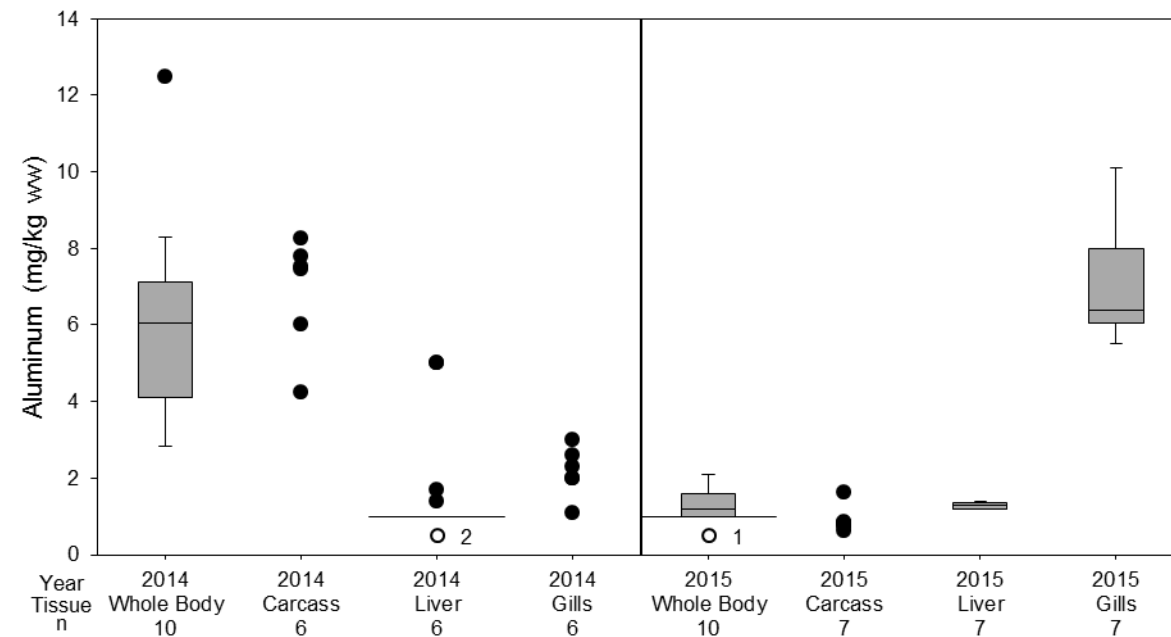 Aluminum (mg/kg ww)
14
12
10
8
6
4
2
0
2
1
Year 2014 2014 2014 2014 2015 2015 2015 2015
Tissue Whole Body Carcass Liver Gills Whole Body Carcass Liver Gills
n 10 6 6 6 10 7 7 7